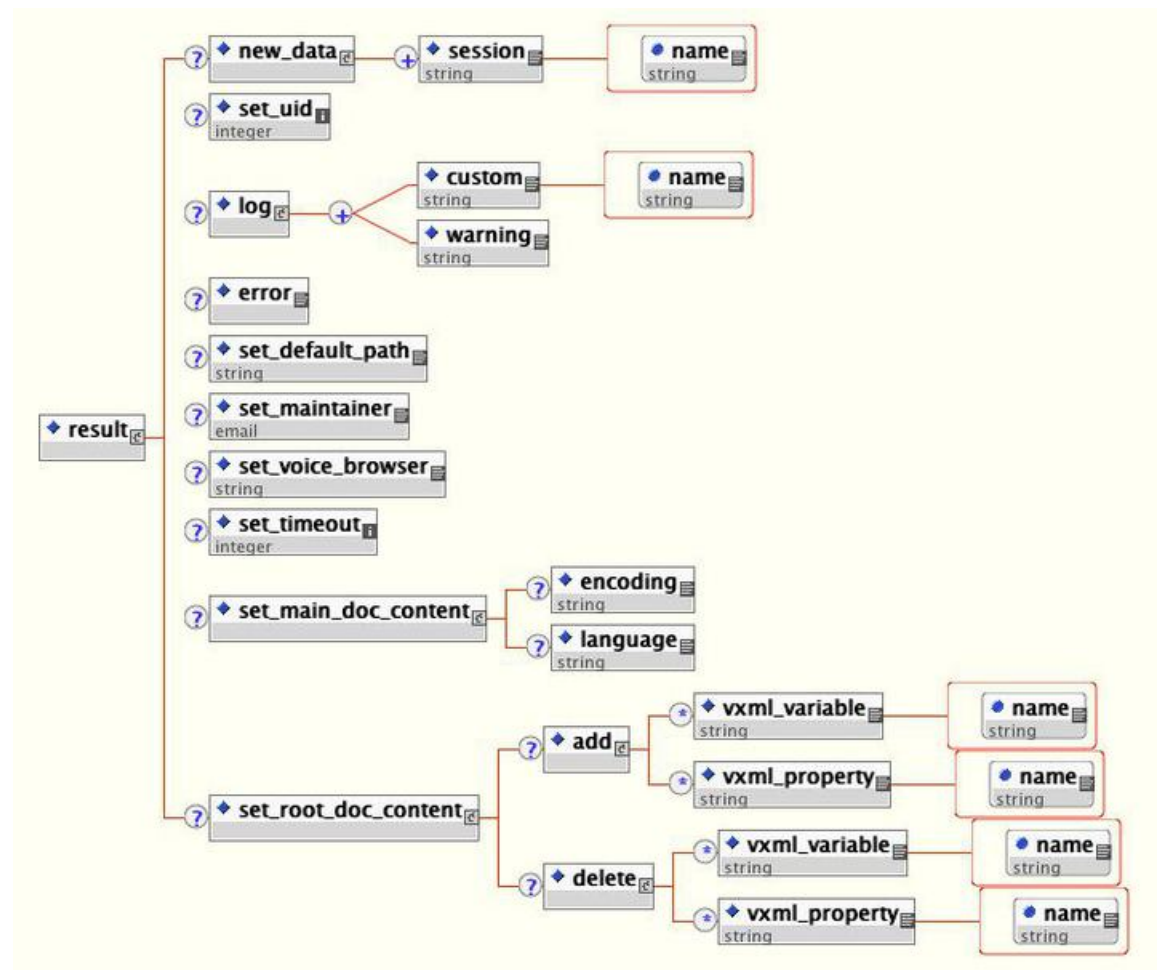 ? new_data + session name
string string
? set_uid
integer
custom name
string string
? log +
warning
string
? error
? set_default_path
string
? set_maintainer
email
result
? set_voice_browser
string
? set_timeout
integer
? encoding
string
? set_main_doc_content
? language
string
* vxml_variable name
string string
? add
* vxml_property name
string string
? set_root_doc_content
* vxml_variable name
string string
? delete
* vxml_property name
string string